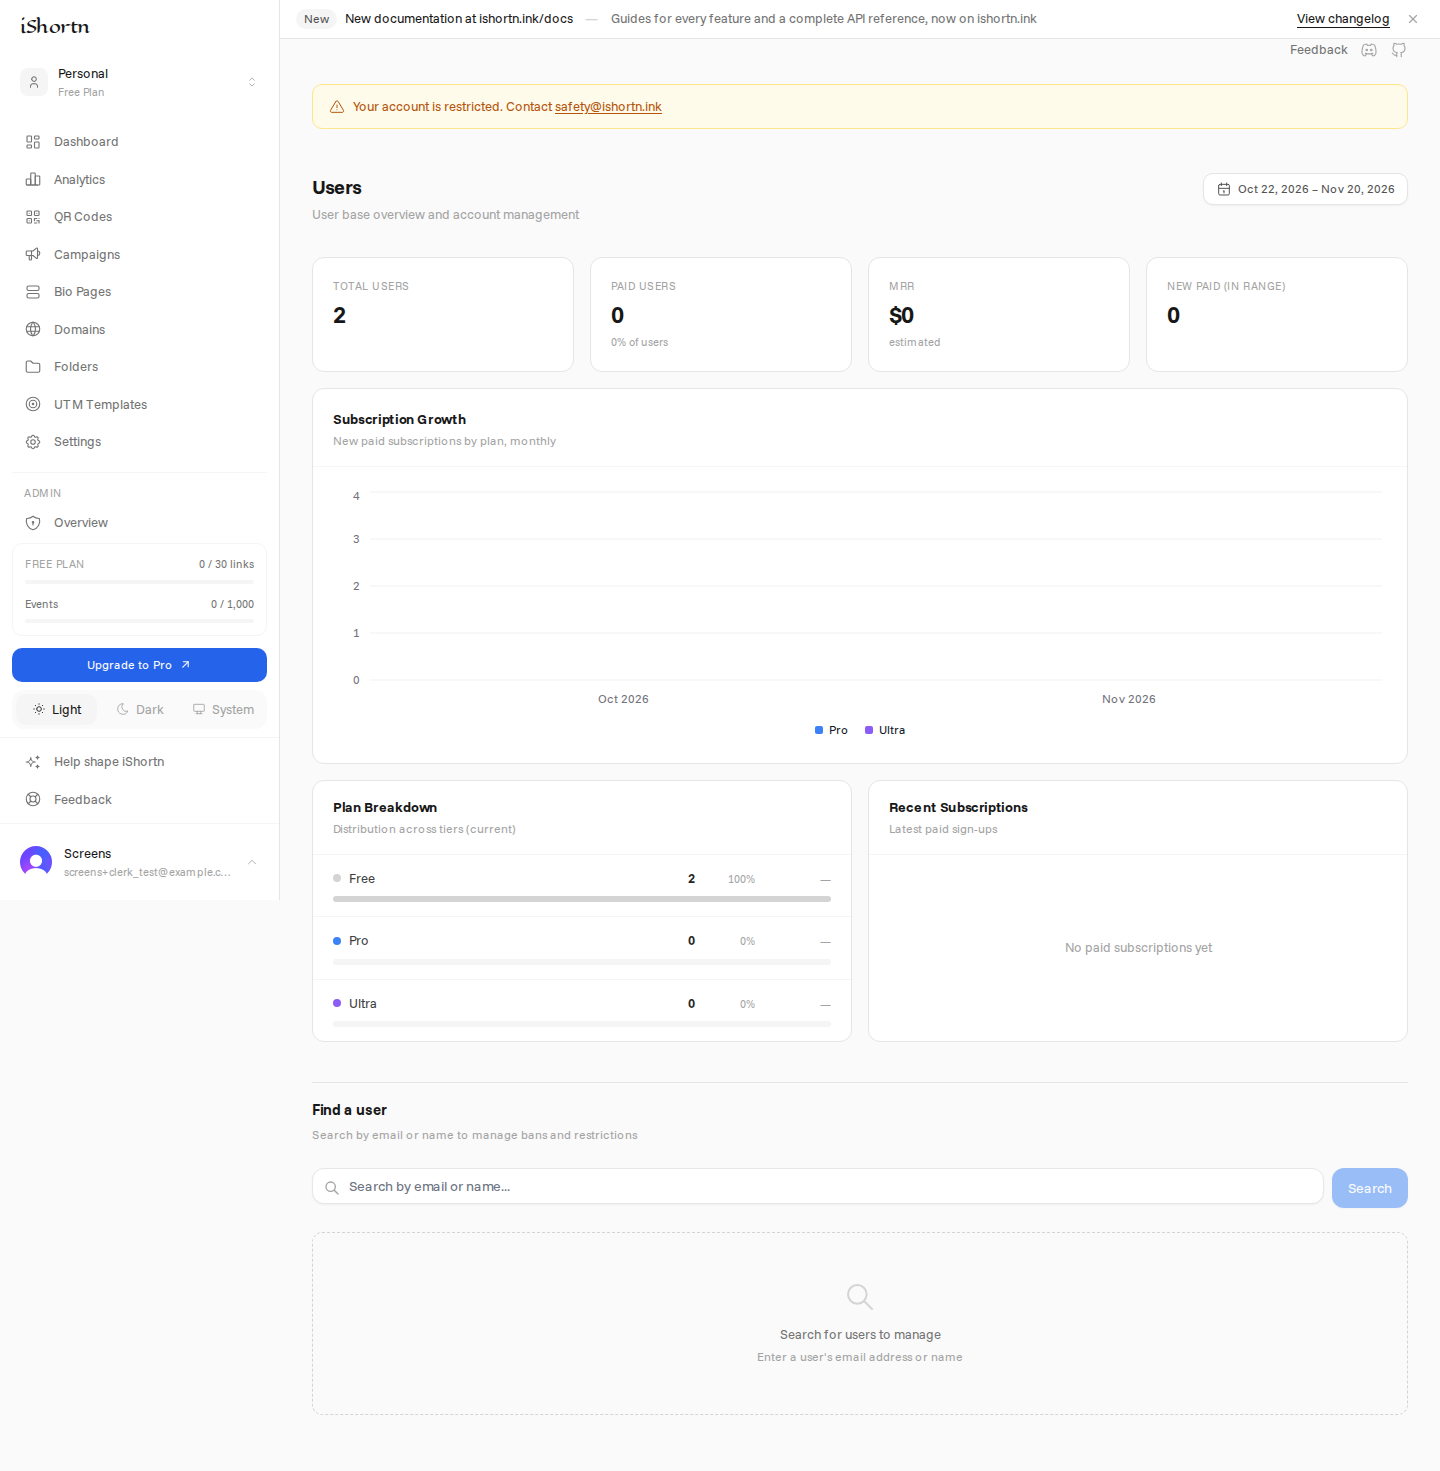 iShortn
Personal
Free Plan
Dashboard
Analytics
QR Codes
Campaigns
Bio Pages
Domains
Folders
UTM Templates
Settings
ADMIN
Overview
FREE PLAN 0 / 30 links
Events 0 / 1,000
Upgrade to Pro
Light Dark System
Help shape iShortn
Feedback
Screens
screens+clerk_test@example.c...
New New documentation at ishortn.ink/docs — Guides for every feature and a complete API reference, now on ishortn.ink View changelog
Feedback
Your account is restricted. Contact safety@ishortn.ink
Users
User base overview and account management
Oct 22, 2026 – Nov 20, 2026
TOTAL USERS
2
PAID USERS
0
0% of users
MRR
$0
estimated
NEW PAID (IN RANGE)
0
Subscription Growth
New paid subscriptions by plan, monthly
4
3
2
1
0
Oct 2026 Nov 2026
Pro Ultra
Plan Breakdown
Distribution across tiers (current)
Free 2 100% —
Pro 0 0% —
Ultra 0 0% —
Recent Subscriptions
Latest paid sign-ups
No paid subscriptions yet
Find a user
Search by email or name to manage bans and restrictions
Search by email or name...
Search
Search for users to manage
Enter a user's email address or name